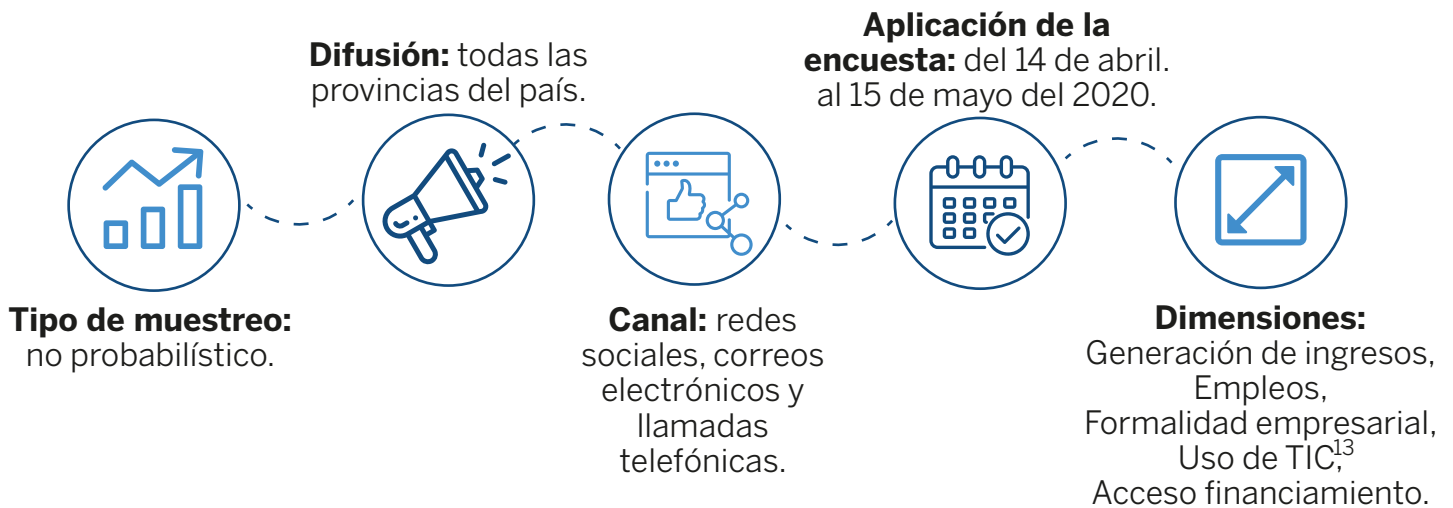 Tipo de muestreo:
no probabilístico.
Difusión: todas las
provincias del país.
Canal: redes
sociales, correos
electrónicos y
llamadas
telefónicas.
Aplicación de la
encuesta: del 14 de abril.
al 15 de mayo del 2020.
Dimensiones:
Generación de ingresos,
Empleos,
Formalidad empresarial,
Uso de TIC,13
Acceso financiamiento.